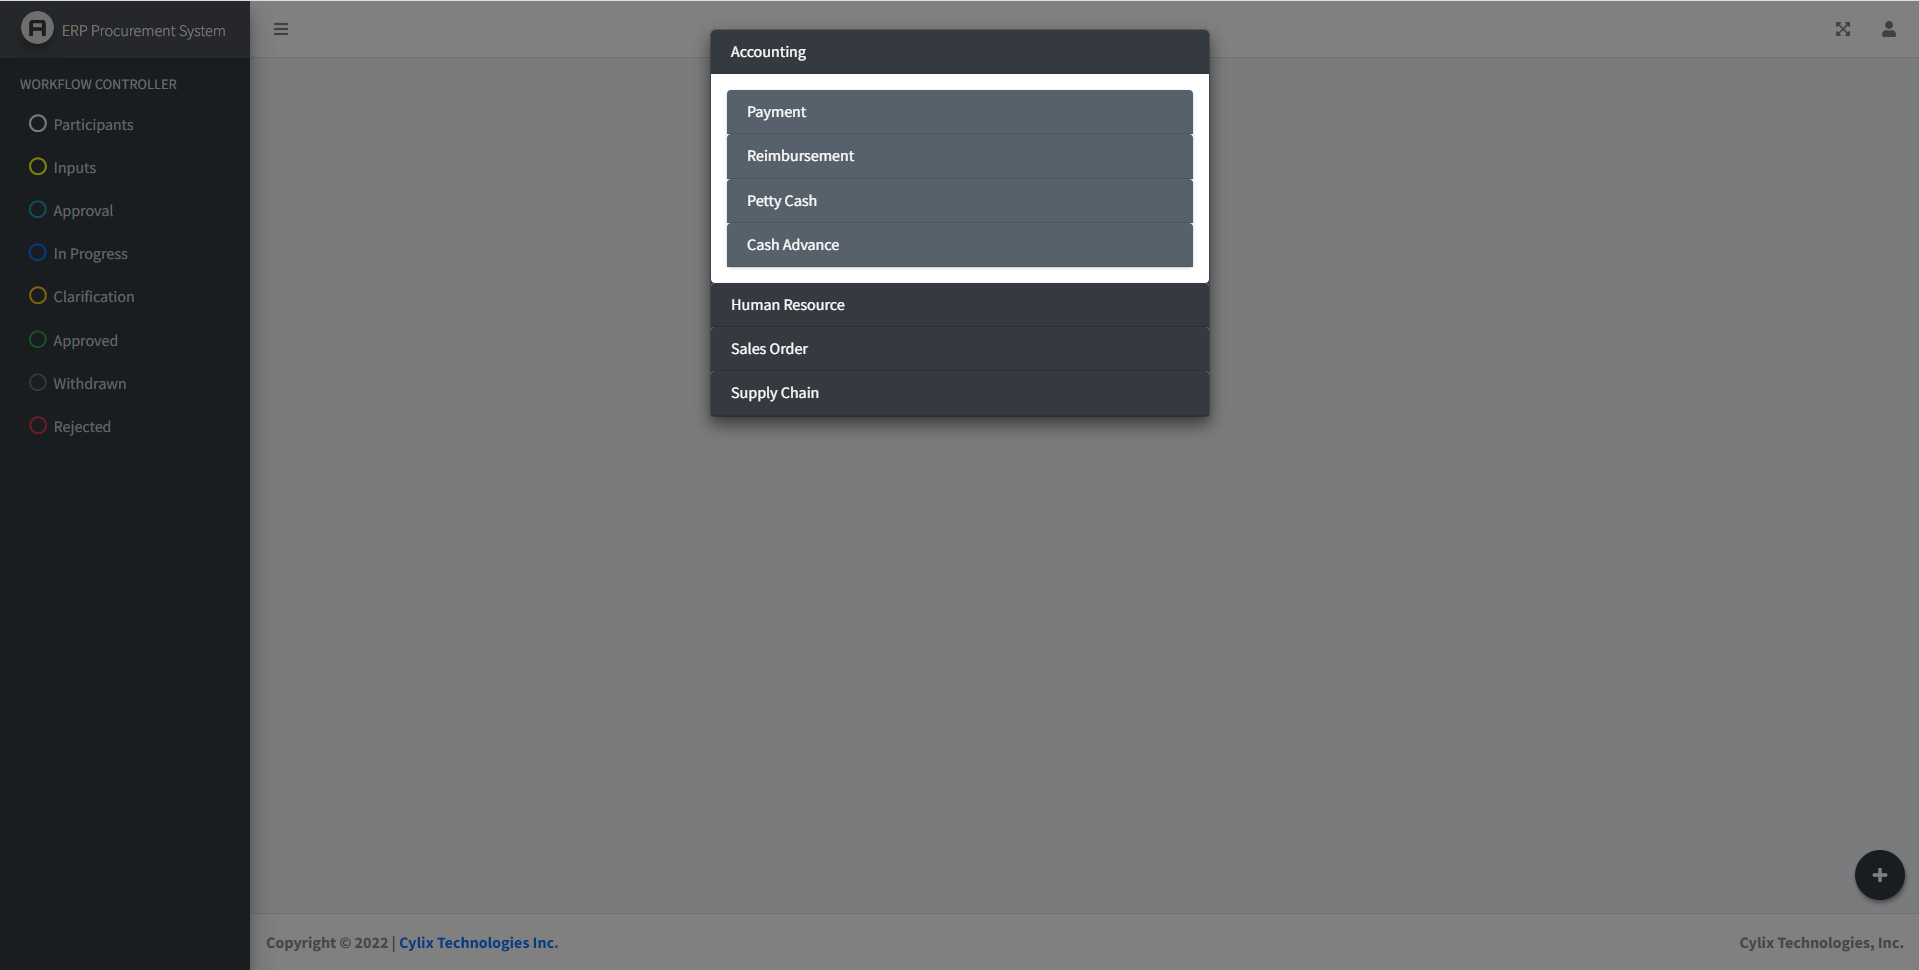 ERP Procurement System
WORKFLOW CONTROLLER
Participants
Inputs
Approval
In Progress
Clarification
Approved
Withdrawn
Rejected
Accounting
Payment
Reimbursement
Petty Cash
Cash Advance
Human Resource
Sales Order
Supply Chain
Copyright © 2022 | Cylix Technologies Inc.
Cylix Technologies, Inc.